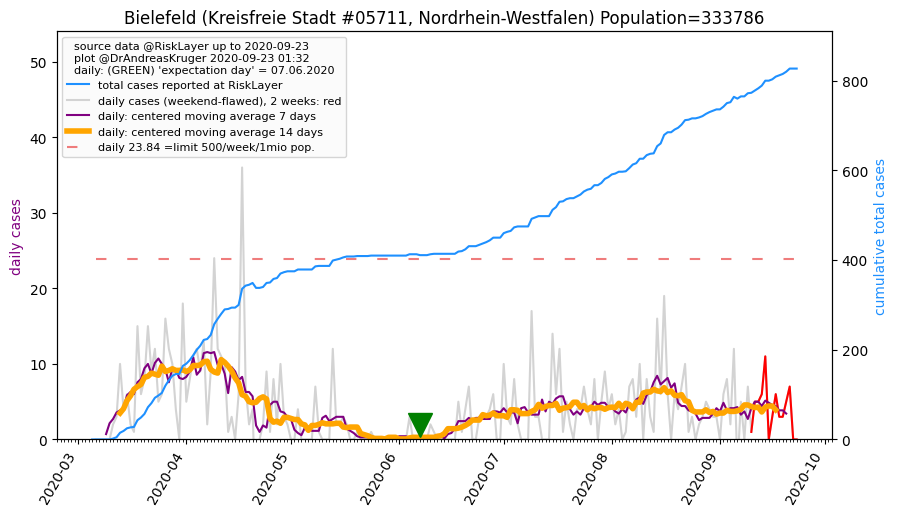 Bielefeld (Kreisfreie Stadt #05711, Nordrhein-Westfalen) Population=333786
source data @RiskLayer up to 2020-09-23
plot @DrAndreasKruger 2020-09-23 01:32
daily: (GREEN) 'expectation day' = 07.06.2020
total cases reported at RiskLayer
daily cases (weekend-flawed), 2 weeks: red
daily: centered moving average 7 days
daily: centered moving average 14 days
daily 23.84 =limit 500/week/1mio pop.
daily cases
50
40
30
20
10
0
cumulative total cases
800
600
400
200
0
2020-03
2020-04
2020-05
2020-06
2020-07
2020-08
2020-09
2020-10